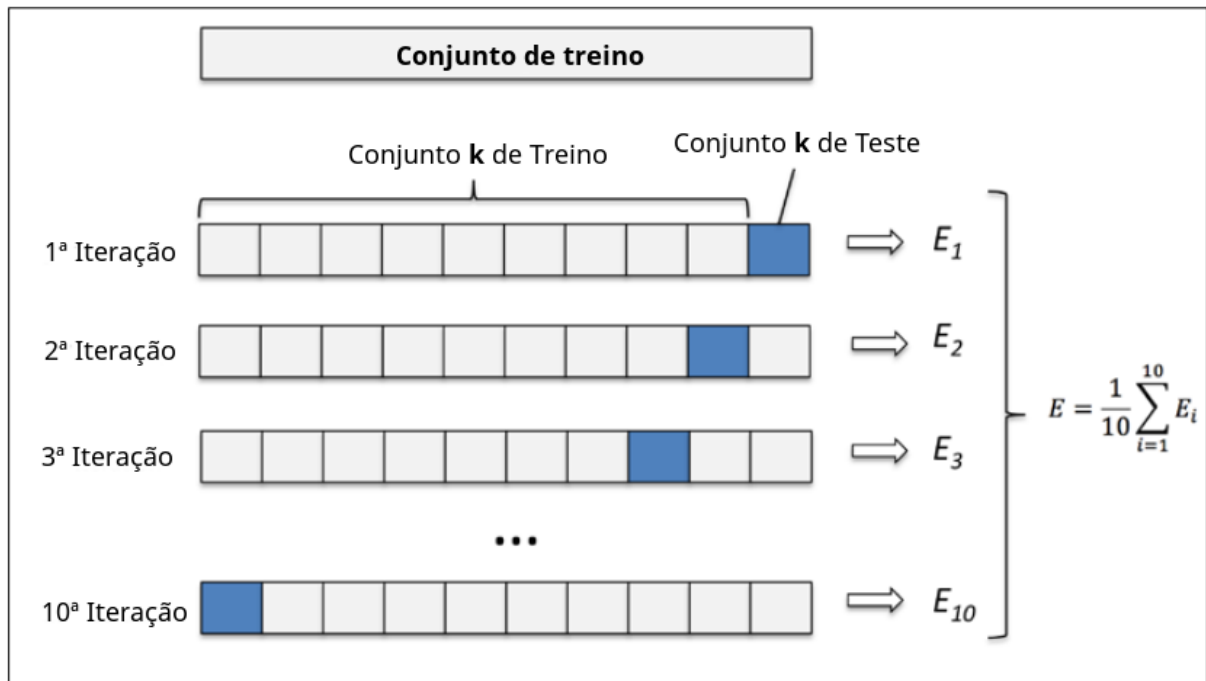 Conjunto de treino
Conjunto k de Treino
Conjunto k de Teste
1ª Iteração
E1
2ª Iteração
E2
3ª Iteração
E3
E = 1/10 ∑ i=1 10 Ei
...
10ª Iteração
E10